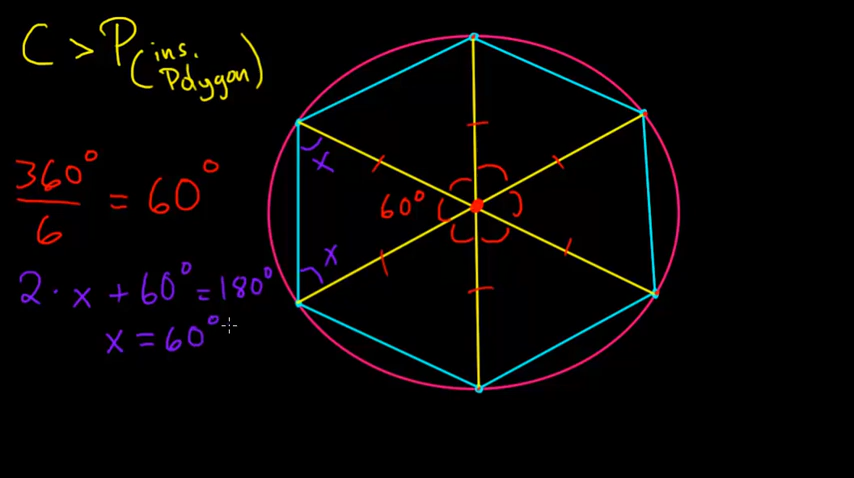 C > P(ins. Polygon)
360°/6 = 60°
2 · x + 60° = 180°
x = 60°
x
60°
x